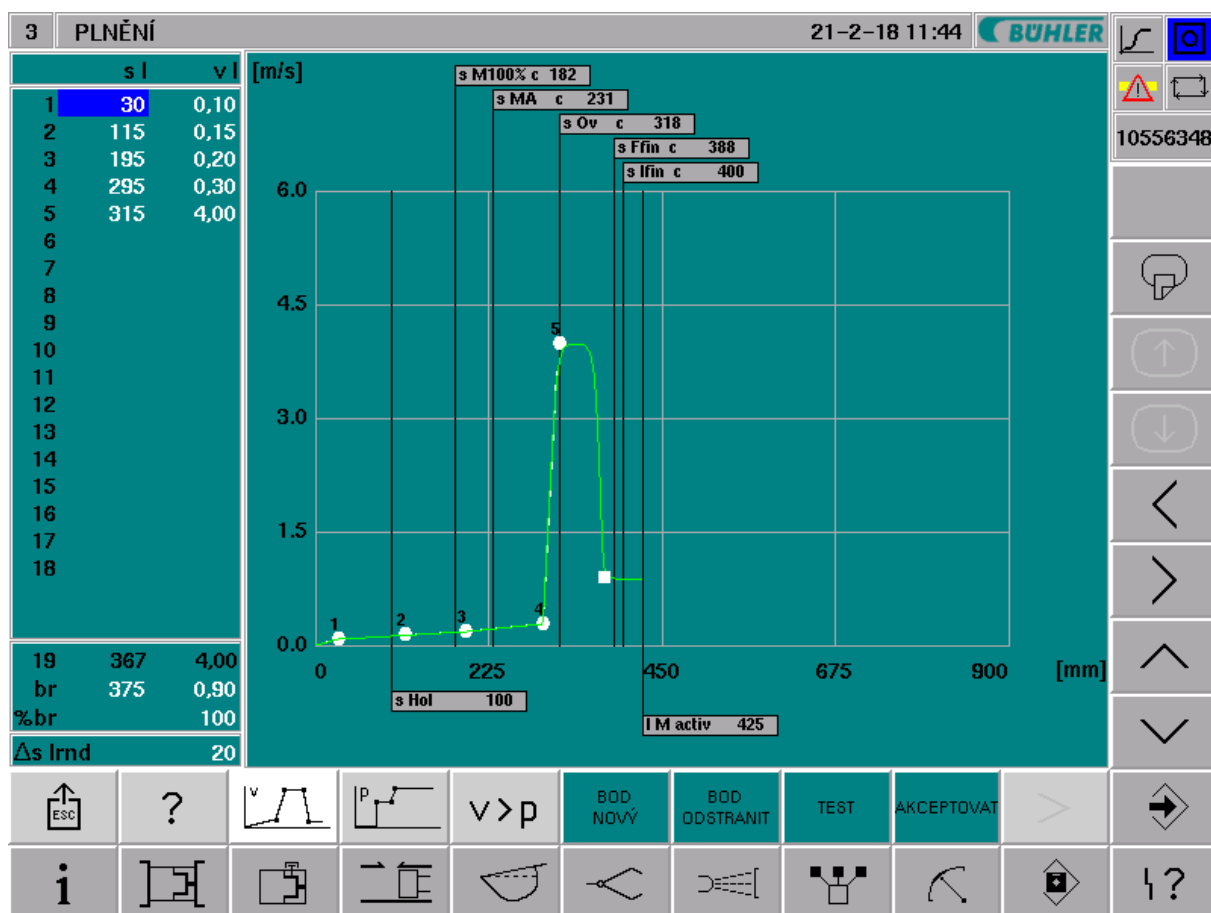 3 PLNĚNÍ 21-2-18 11:44 BÜHLER
s l v l
1 30 0,10
2 115 0,15
3 195 0,20
4 295 0,30
5 315 4,00
6
7
8
9
10
11
12
13
14
15
16
17
18
19 367 4,00
br 375 0,90
%br 100
Δs lrnd 20
[m/s]
s M100% c 182
s MA c 231
s Ov c 318
s Ffin c 388
s Ifin c 400
6.0
4.5
3.0
1.5
0.0
1
2
3
4
5
0 225 450 675 900 [mm]
s Hol 100
l M activ 425
10556348
ESC
?
v
P
v>p
BOD
NOVÝ
BOD
ODSTRANIT
TEST
AKCEPTOVAT
>
i
?